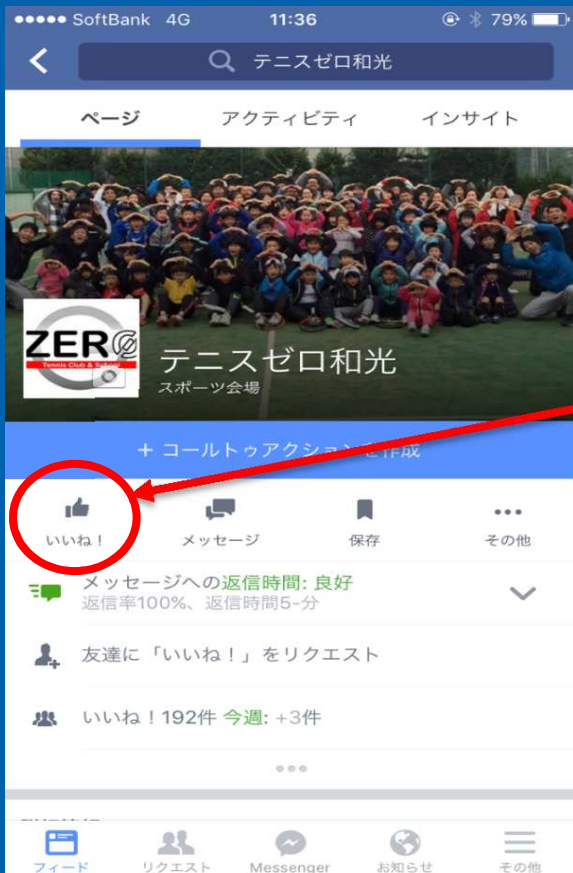 SoftBank 4G 11:36 79%
テニスゼロ和光
ページ アクティビティ インサイト
ZERO
Tennis Club & School
テニスゼロ和光
スポーツ会場
+ コールトゥアクションを作成
いいね! メッセージ 保存 その他
メッセージへの返信時間: 良好
返信率100%、返信時間5-分
友達に「いいね!」をリクエスト
いいね!192件 今週: +3件
フィード リクエスト Messenger お知らせ その他